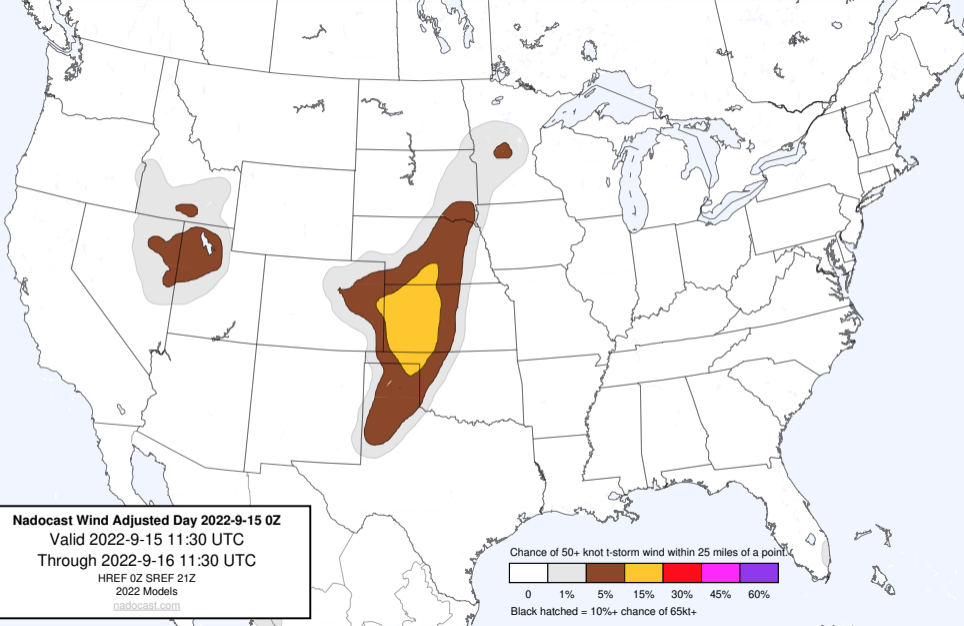 Nadocast Wind Adjusted Day 2022-9-15 0Z
Valid 2022-9-15 11:30 UTC
Through 2022-9-16 11:30 UTC
HREF 0Z SREF 21Z
2022 Models
nadocast.com
Chance of 50+ knot t-storm wind within 25 miles of a point.
0 1% 5% 15% 30% 45% 60%
Black hatched = 10%+ chance of 65kt+